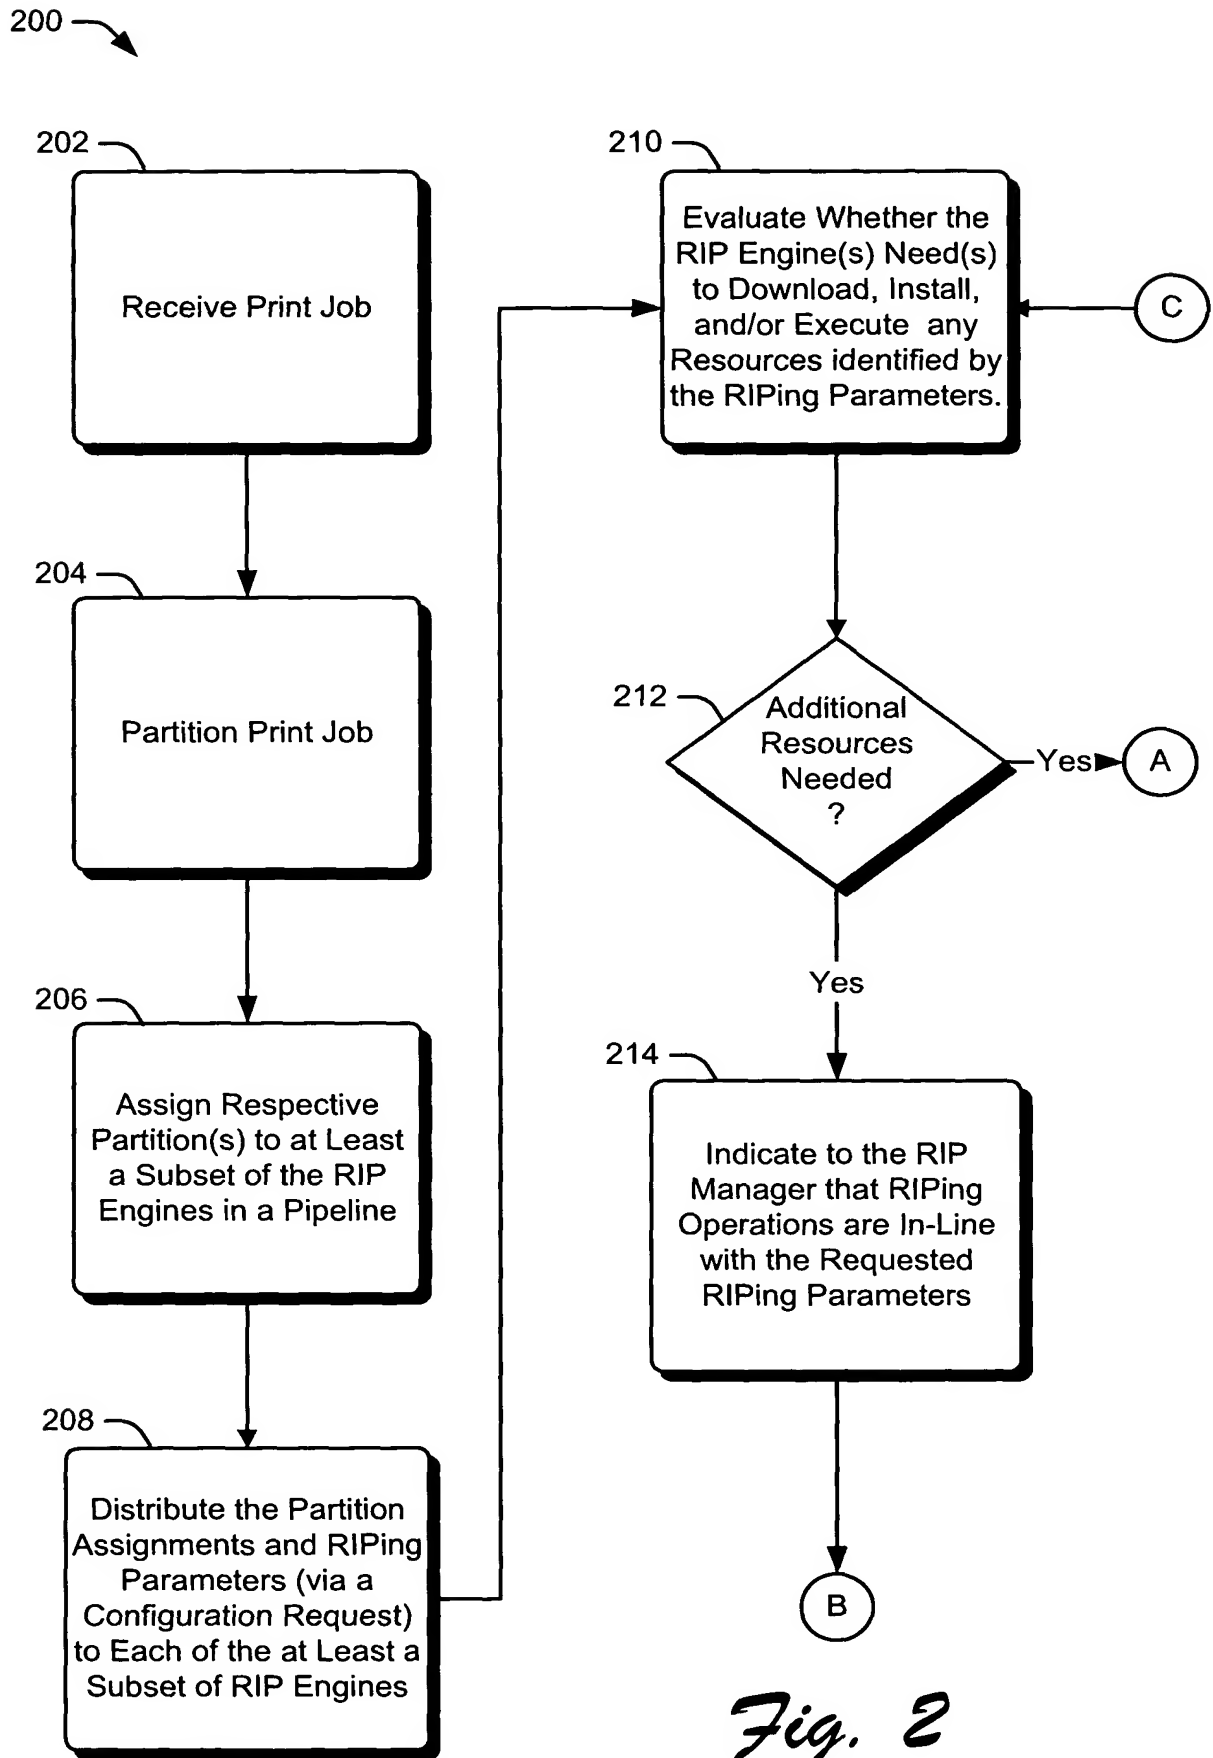 200
202
Receive Print Job
204
Partition Print Job
206
Assign Respective
Partition(s) to at Least
a Subset of the RIP
Engines in a Pipeline
208
Distribute the Partition
Assignments and RIPing
Parameters (via a
Configuration Request)
to Each of the at Least a
Subset of RIP Engines
210
Evaluate Whether the
RIP Engine(s) Need(s)
to Download, Install,
and/or Execute any
Resources identified by
the RIPing Parameters.
C
212
Additional
Resources
Needed
?
Yes
A
Yes
214
Indicate to the RIP
Manager that RIPing
Operations are In-Line
with the Requested
RIPing Parameters
B
Fig. 2